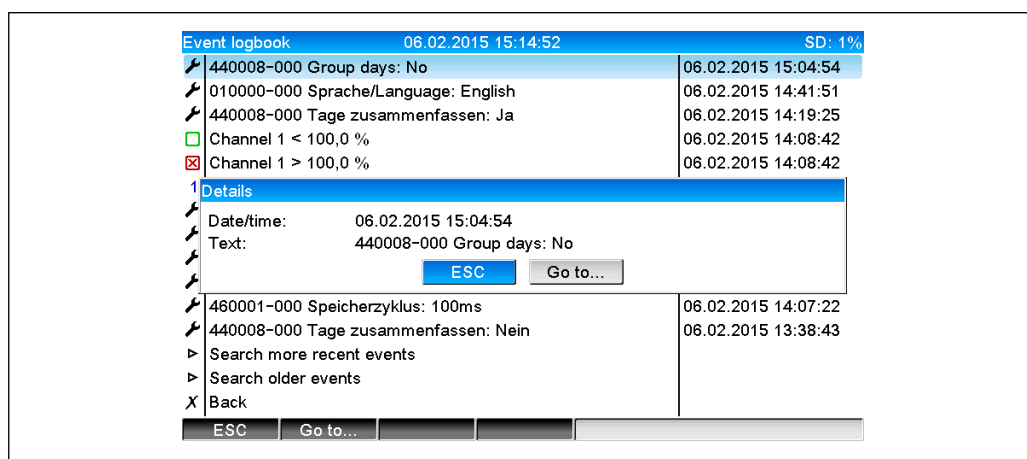 Event logbook 06.02.2015 15:14:52 SD: 1%
440008-000 Group days: No 06.02.2015 15:04:54
010000-000 Sprache/Language: English 06.02.2015 14:41:51
440008-000 Tage zusammenfassen: Ja 06.02.2015 14:19:25
Channel 1 < 100,0 % 06.02.2015 14:08:42
Channel 1 > 100,0 % 06.02.2015 14:08:42
1
Details
Date/time: 06.02.2015 15:04:54
Text: 440008-000 Group days: No
ESC Go to...
460001-000 Speicherzyklus: 100ms 06.02.2015 14:07:22
440008-000 Tage zusammenfassen: Nein 06.02.2015 13:38:43
Search more recent events
Search older events
X Back
ESC Go to...